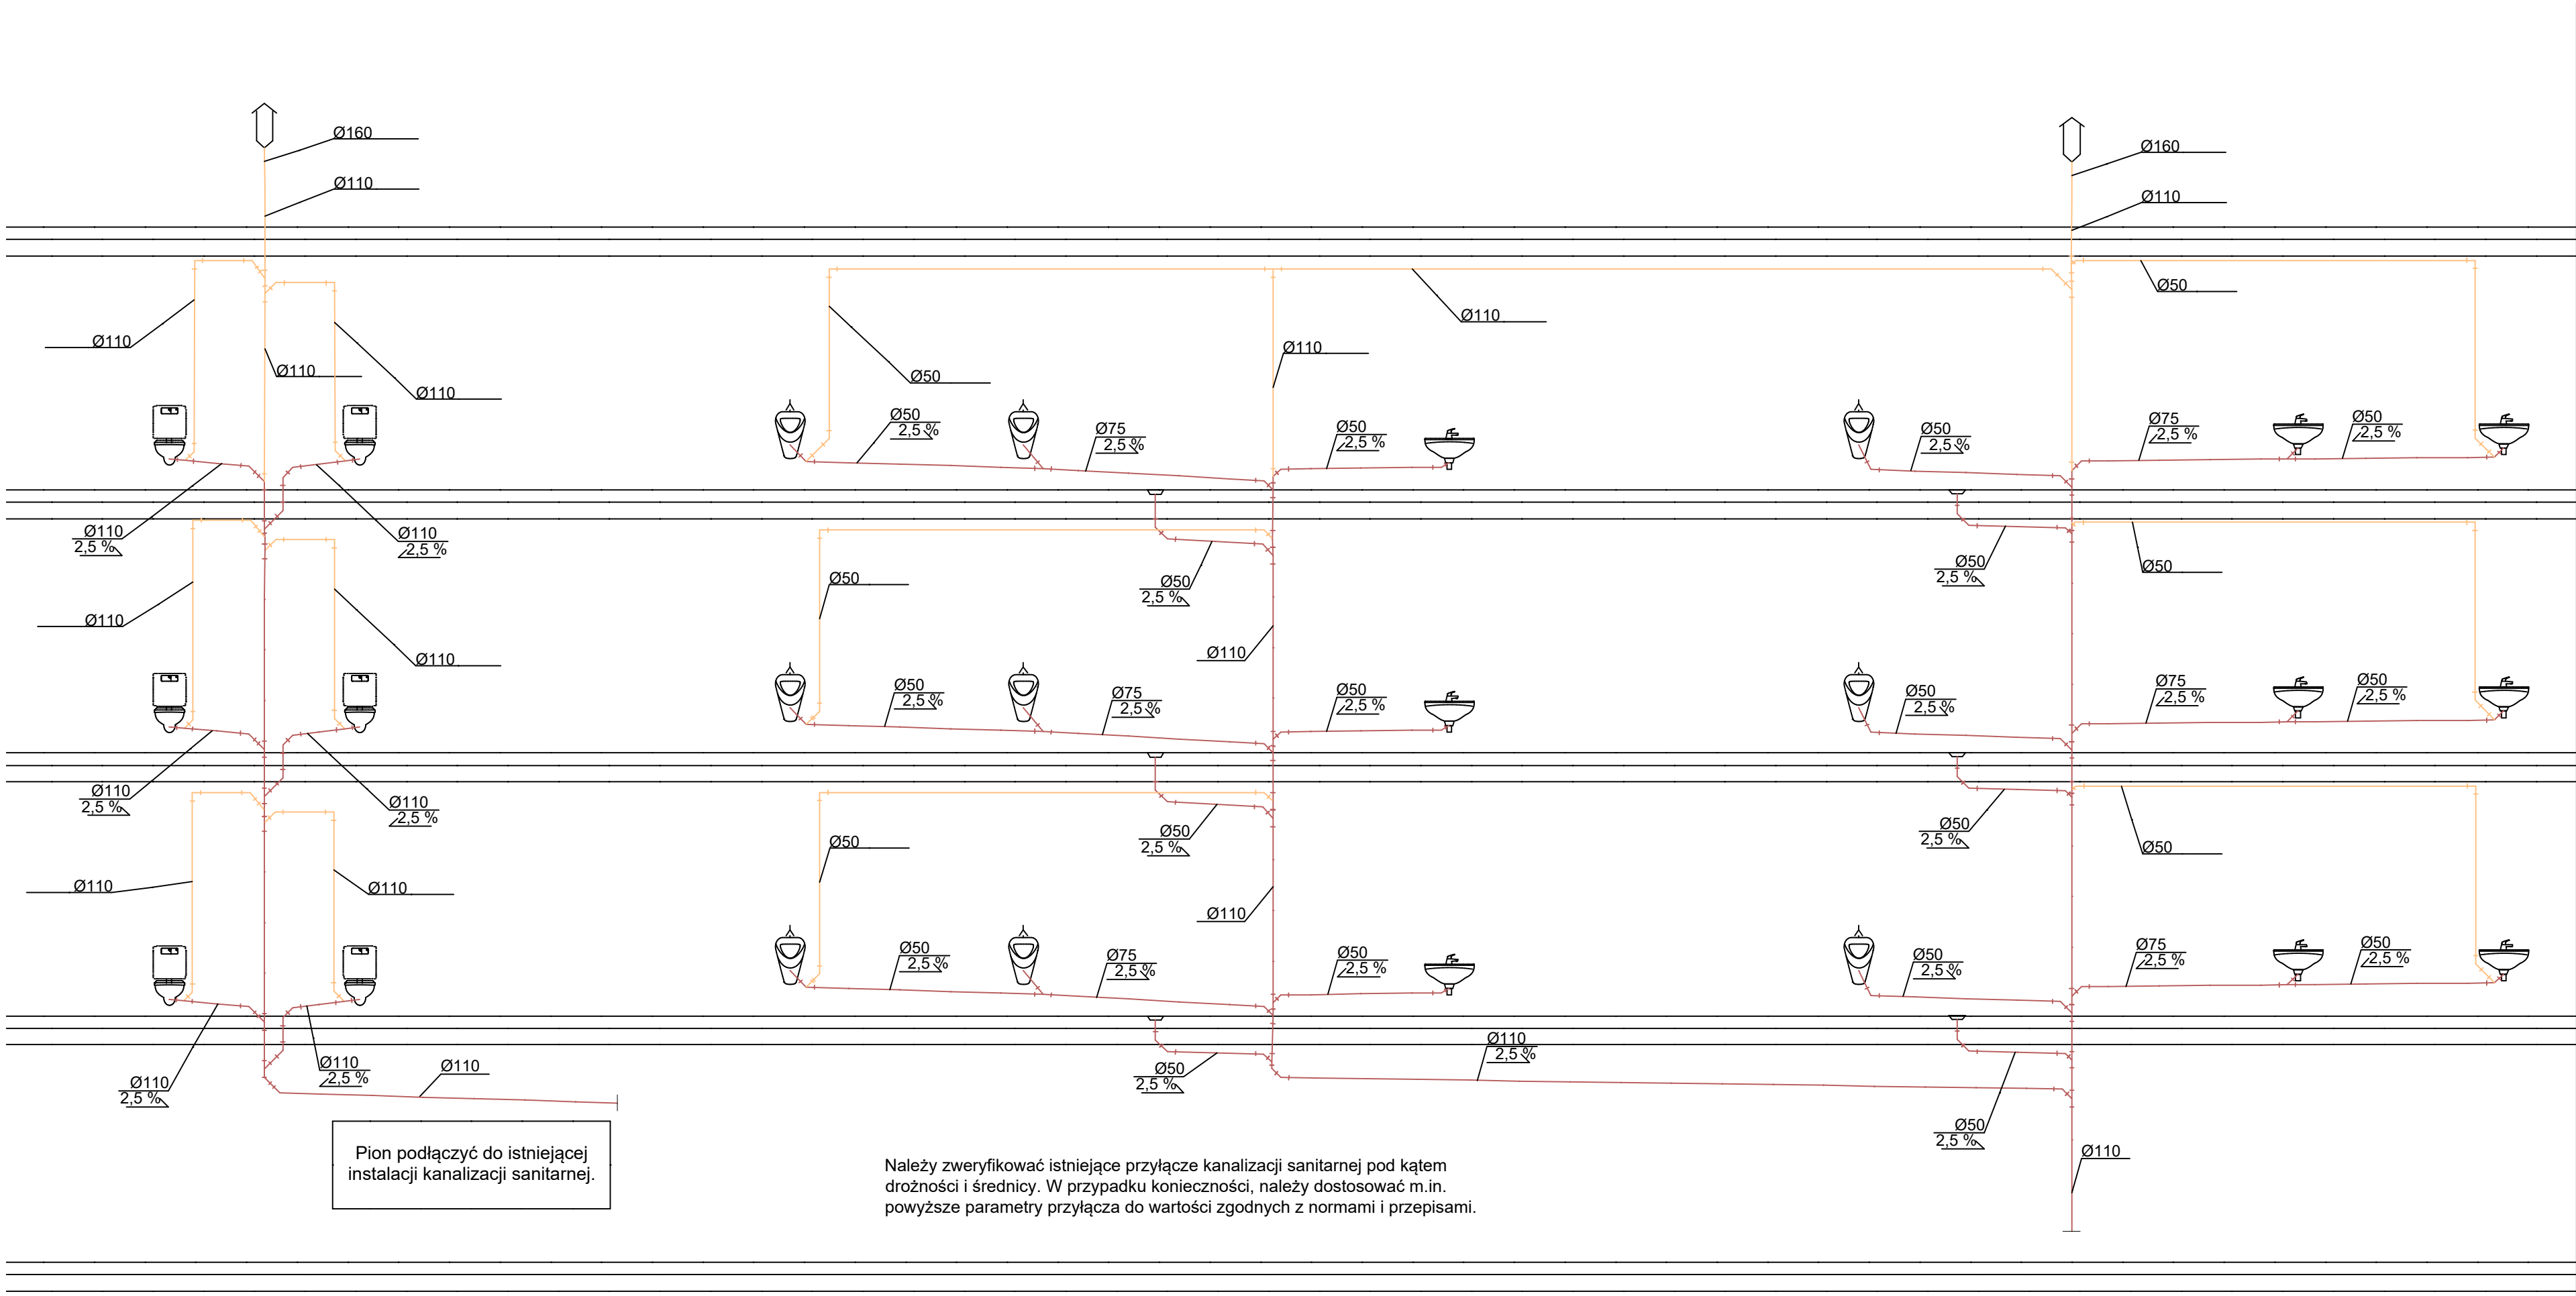 Ø160
Ø110
Ø160
Ø110
Ø50
Ø110
Ø110
Ø110
Ø110
Ø110
Ø50
Ø110
Ø50
2,5 %
Ø75
2,5 %
Ø50
2,5 %
Ø50
2,5 %
Ø75
2,5 %
Ø50
2,5 %
Ø110
2,5 %
Ø110
2,5 %
Ø50
2,5 %
Ø50
2,5 %
Ø50
Ø50
Ø110
Ø110
Ø110
Ø50
2,5 %
Ø75
2,5 %
Ø50
2,5 %
Ø50
2,5 %
Ø75
2,5 %
Ø50
2,5 %
Ø110
2,5 %
Ø110
2,5 %
Ø50
2,5 %
Ø50
2,5 %
Ø50
Ø50
Ø110
Ø110
Ø110
Ø50
2,5 %
Ø75
2,5 %
Ø50
2,5 %
Ø50
2,5 %
Ø75
2,5 %
Ø50
2,5 %
Ø110
2,5 %
Ø110
2,5 %
Ø110
Ø50
2,5 %
Ø110
2,5 %
Ø50
2,5 %
Ø110
Pion podłączyć do istniejącej
instalacji kanalizacji sanitarnej.
Należy zweryfikować istniejące przyłącze kanalizacji sanitarnej pod kątem
drożności i średnicy. W przypadku konieczności, należy dostosować m.in.
powyższe parametry przyłącza do wartości zgodnych z normami i przepisami.